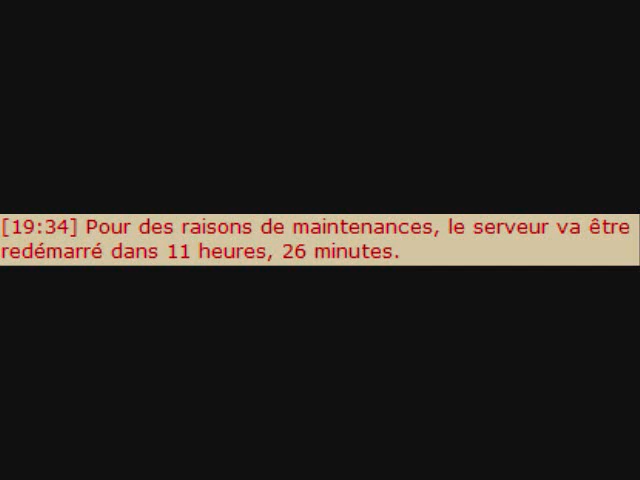 [19:34] Pour des raisons de maintenances, le serveur va être
redémarré dans 11 heures, 26 minutes.